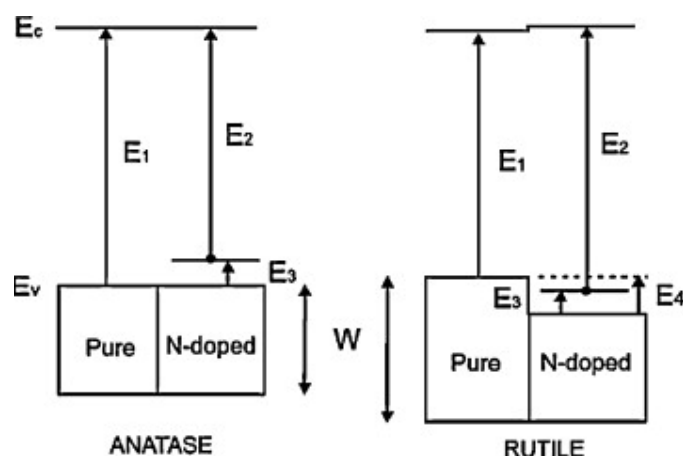 Ec
E1
E2
E3
Ev
Pure
N-doped
ANATASE
W
E1
E2
E3
E4
Pure
N-doped
RUTILE